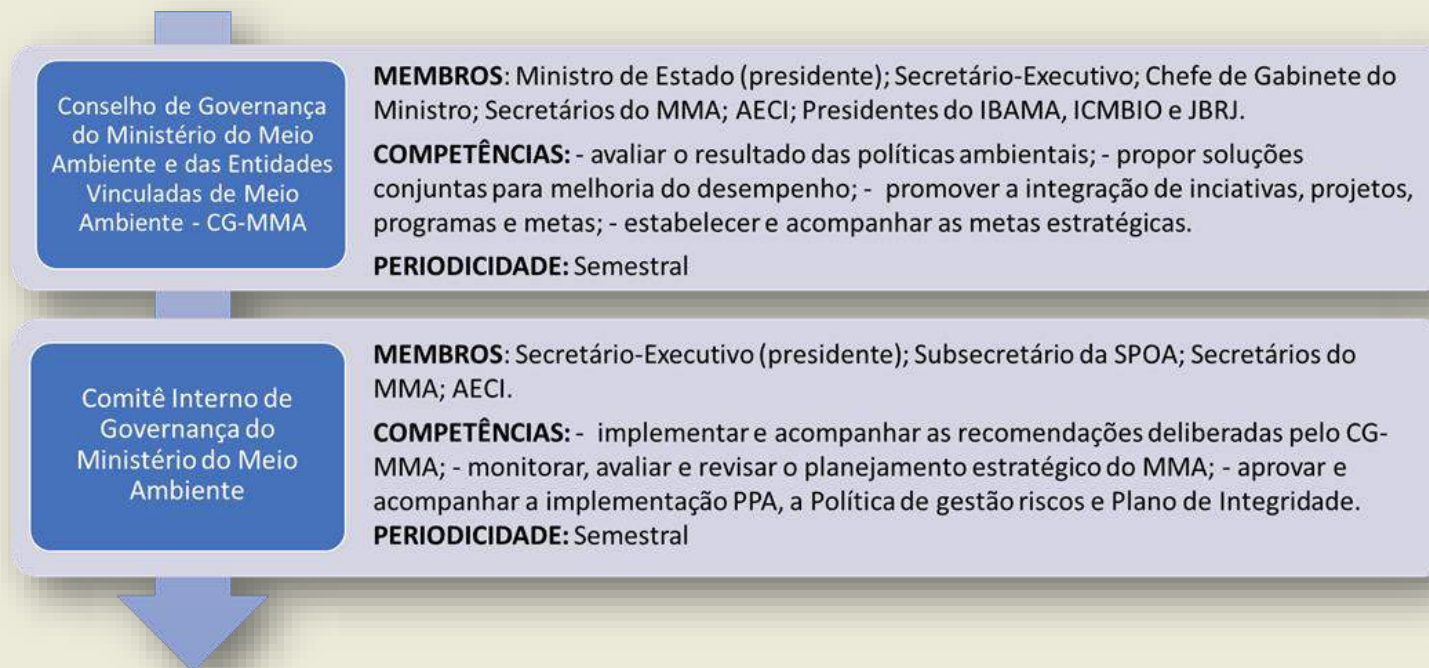 Conselho de Governança
do Ministério do Meio
Ambiente e das Entidades
Vinculadas de Meio
Ambiente - CG-MMA
MEMBROS: Ministro de Estado (presidente); Secretário-Executivo; Chefe de Gabinete do
Ministro; Secretários do MMA; AECI; Presidentes do IBAMA, ICMBIO e JBRJ.
COMPETÊNCIAS: - avaliar o resultado das políticas ambientais; - propor soluções
conjuntas para melhoria do desempenho; - promover a integração de inciativas, projetos,
programas e metas; - estabelecer e acompanhar as metas estratégicas.
PERIODICIDADE: Semestral
Comitê Interno de
Governança do
Ministério do Meio
Ambiente
MEMBROS: Secretário-Executivo (presidente); Subsecretário da SPOA; Secretários do
MMA; AECI.
COMPETÊNCIAS: - implementar e acompanhar as recomendações deliberadas pelo CG-
MMA; - monitorar, avaliar e revisar o planejamento estratégico do MMA; - aprovar e
acompanhar a implementação PPA, a Política de gestão riscos e Plano de Integridade.
PERIODICIDADE: Semestral